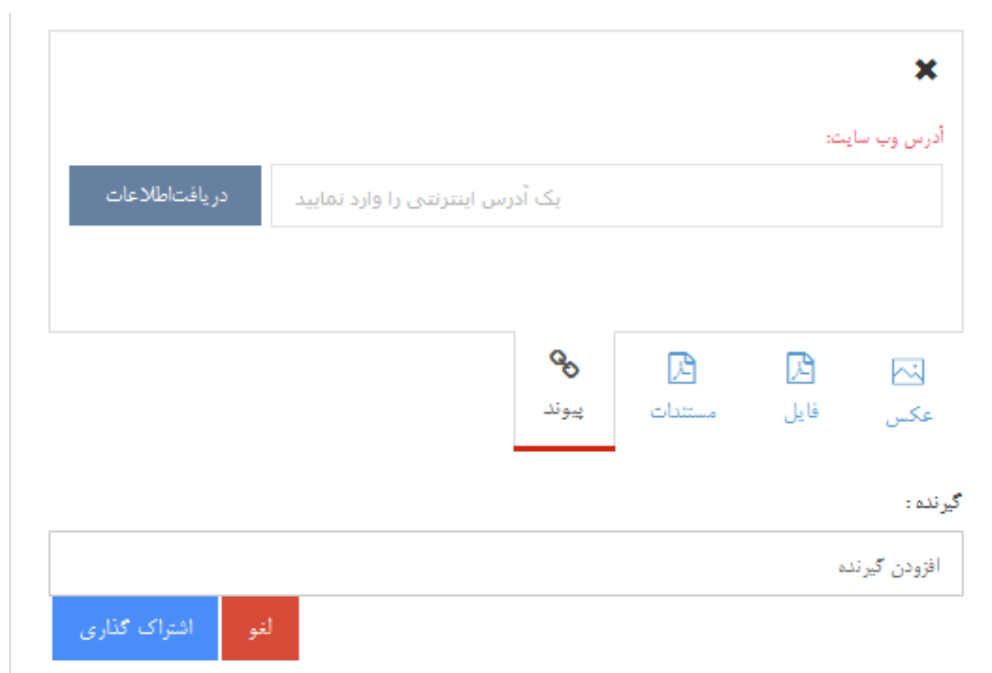 آدرس وب سایت:
یک آدرس اینترنتی را وارد نمایید
دریافت‌اطلاعات
عکس
فایل
مستندات
پیوند
گیرنده :
افزودن گیرنده
لغو
اشتراک گذاری